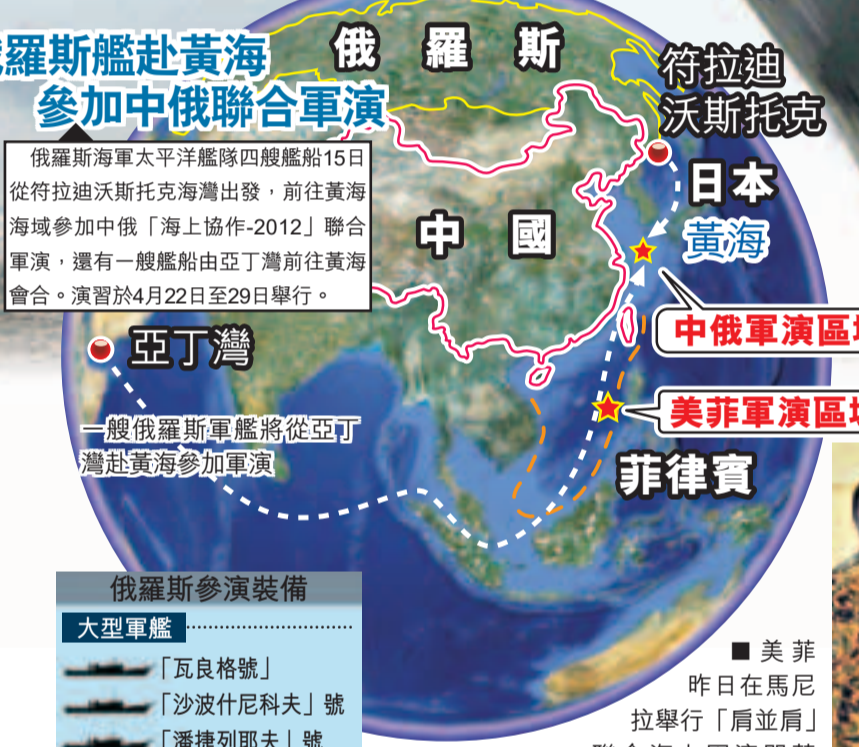 羅斯艦赴黃海
參加中俄聯合軍演
俄羅斯海軍太平洋艦隊四艘艦船15日
從符拉迪沃斯托克海灣出發，前往黃海
海域參加中俄「海上協作-2012」聯合
軍演，還有一艘艦船由亞丁灣前往黃海
會合。演習於4月22日至29日舉行。
俄羅斯
符拉迪
沃斯托克
日本
中國
黃海
中俄軍演區
亞丁灣
一艘俄羅斯軍艦將從亞丁
灣赴黃海參加軍演
美菲軍演區
菲律賓
俄羅斯參演裝備
大型軍艦
「瓦良格號」
「沙波什尼科夫」號
「潘捷列耶夫」號
■美菲
昨日在馬尼
拉舉行「肩並肩」